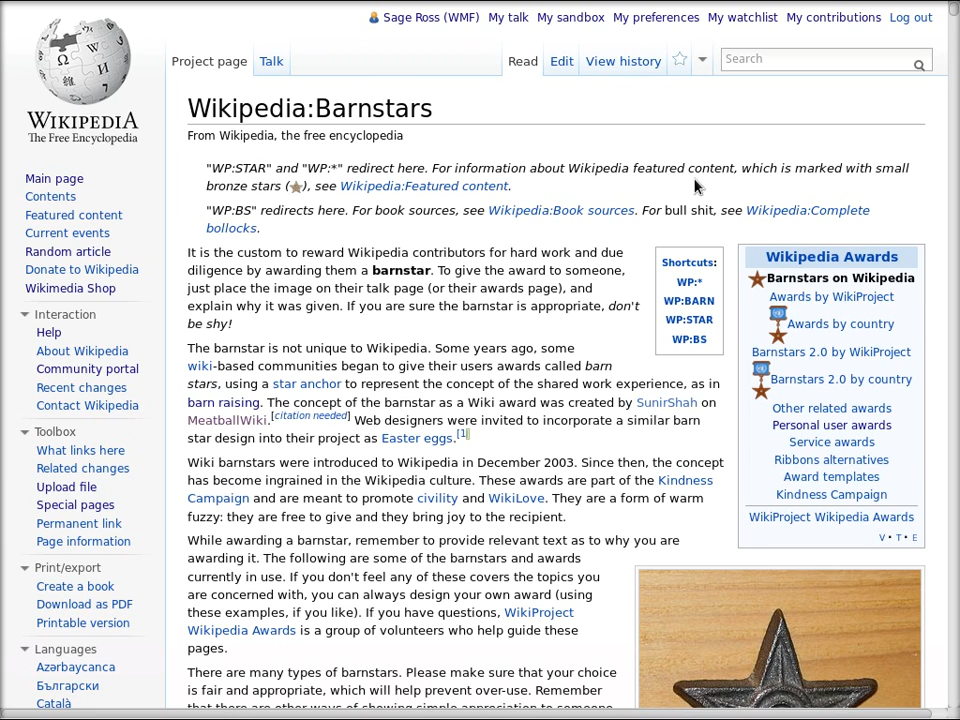 Sage Ross (WMF) My talk My sandbox My preferences My watchlist My contributions Log out
WIKIPEDIA
The Free Encyclopedia
Project page Talk Read Edit View history Search
Main page
Contents
Featured content
Current events
Random article
Donate to Wikipedia
Wikimedia Shop
Interaction
Help
About Wikipedia
Community portal
Recent changes
Contact Wikipedia
Toolbox
What links here
Related changes
Upload file
Special pages
Permanent link
Page information
Print/export
Create a book
Download as PDF
Printable version
Languages
Azərbaycanca
Български
Català
Wikipedia:Barnstars
From Wikipedia, the free encyclopedia
"WP:STAR" and "WP:*" redirect here. For information about Wikipedia featured content, which is marked with small
bronze stars ( ), see Wikipedia:Featured content.
"WP:BS" redirects here. For book sources, see Wikipedia:Book sources. For bull shit, see Wikipedia:Complete
bollocks.
It is the custom to reward Wikipedia contributors for hard work and due
diligence by awarding them a barnstar. To give the award to someone,
just place the image on their talk page (or their awards page), and
explain why it was given. If you are sure the barnstar is appropriate, don't
be shy!
The barnstar is not unique to Wikipedia. Some years ago, some
wiki-based communities began to give their users awards called barn
stars, using a star anchor to represent the concept of the shared work experience, as in
barn raising. The concept of the barnstar as a Wiki award was created by SunirShah on
MeatballWiki.[citation needed] Web designers were invited to incorporate a similar barn
star design into their project as Easter eggs.[1]
Wiki barnstars were introduced to Wikipedia in December 2003. Since then, the concept
has become ingrained in the Wikipedia culture. These awards are part of the Kindness
Campaign and are meant to promote civility and WikiLove. They are a form of warm
fuzzy: they are free to give and they bring joy to the recipient.
While awarding a barnstar, remember to provide relevant text as to why you are
awarding it. The following are some of the barnstars and awards
currently in use. If you don't feel any of these covers the topics you
are concerned with, you can always design your own award (using
these examples, if you like). If you have questions, WikiProject
Wikipedia Awards is a group of volunteers who help guide these
pages.
There are many types of barnstars. Please make sure that your choice
is fair and appropriate, which will help prevent over-use. Remember
that there are other ways of showing simple appreciation to someone
Shortcuts:
WP:*
WP:BARN
WP:STAR
WP:BS
Wikipedia Awards
Barnstars on Wikipedia
Awards by WikiProject
Awards by country
Barnstars 2.0 by WikiProject
Barnstars 2.0 by country
Other related awards
Personal user awards
Service awards
Ribbons alternatives
Award templates
Kindness Campaign
WikiProject Wikipedia Awards
V • T • E